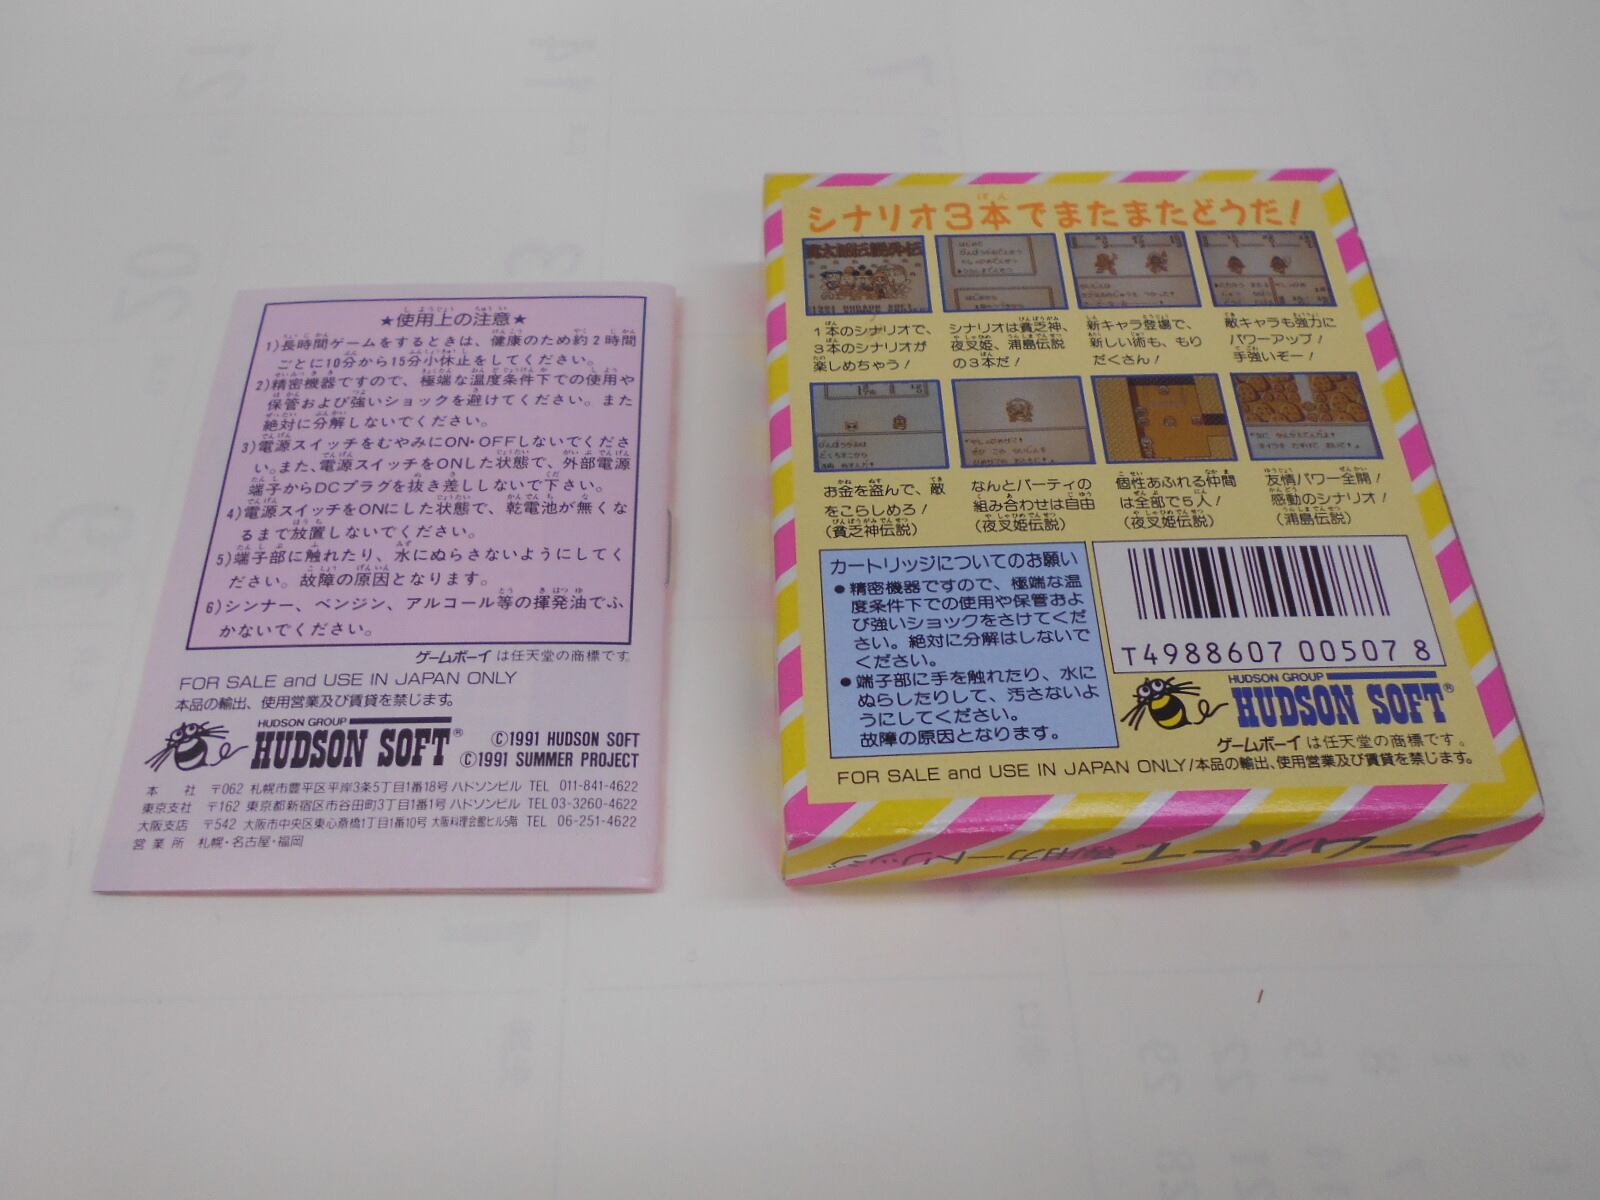 ★使用上の注意★
1)長時間ゲームをするときは、健康のため約2時間
ごとに10分から15分小休止をしてください。
2)精密機器ですので、極端な温度条件下での使用や
保管および強いショックを避けてください。また
絶対に分解しないでください。
3)電源スイッチをむやみにON・OFFしないでくださ
い。また、電源スイッチをONした状態で、外部電源
端子からDCプラグを抜き差ししないで下さい。
4)電源スイッチをONにした状態で、乾電池が無くな
るまで放置しないでください。
5)端子部に触れたり、水にぬらさないようにしてく
ださい。故障の原因となります。
6)シンナー、ベンジン、アルコール等の揮発油でふ
かないでください。
ゲームボーイは任天堂の商標です。
FOR SALE and USE IN JAPAN ONLY
本品の輸出、使用営業及び賃貸を禁じます。
HUDSON GROUP
HUDSON SOFT®
©1991 HUDSON SOFT
©1991 SUMMER PROJECT
本社 〒062 札幌市豊平区平岸3条5丁目1番18号 ハドソンビル TEL 011-841-4622
東京支社 〒162 東京都新宿区市谷田町3丁目1番1号 ハドソンビル TEL 03-3260-4622
大阪支店 〒542 大阪市中央区東心斎橋1丁目1番10号 大阪料理会館ビル5階 TEL 06-251-4622
営業所 札幌・名古屋・福岡
シナリオ3本でまたまたどうだ!
1本のシナリオで、
3本のシナリオが
楽しめちゃう!
シナリオは貧乏神、
夜叉姫、浦島伝説
の3本だ!
新キャラ登場で、
新しい術も、もり
だくさん!
敵キャラも強力に
パワーアップ!
手強いぞー!
お金を盗んで、敵
をこらしめろ!
(貧乏神伝説)
なんとパーティの
組み合わせは自由
(夜叉姫伝説)
個性あふれる仲間
は全部で5人!
(夜叉姫伝説)
友情パワー全開!
感動のシナリオ!
(浦島伝説)
カートリッジについてのお願い
●精密機器ですので、極端な温
度条件下での使用や保管およ
び強いショックをさけてくだ
さい。絶対に分解はしないで
ください。
●端子部に手を触れたり、水に
ぬらしたりして、汚さないよ
うにしてください。
故障の原因となります。
T4988607 00507 8
HUDSON GROUP
HUDSON SOFT®
ゲームボーイは任天堂の商標です。
FOR SALE and USE IN JAPAN ONLY/本品の輸出、使用営業及び賃貸を禁じます。
ゲームボーイ専用カートリッジ